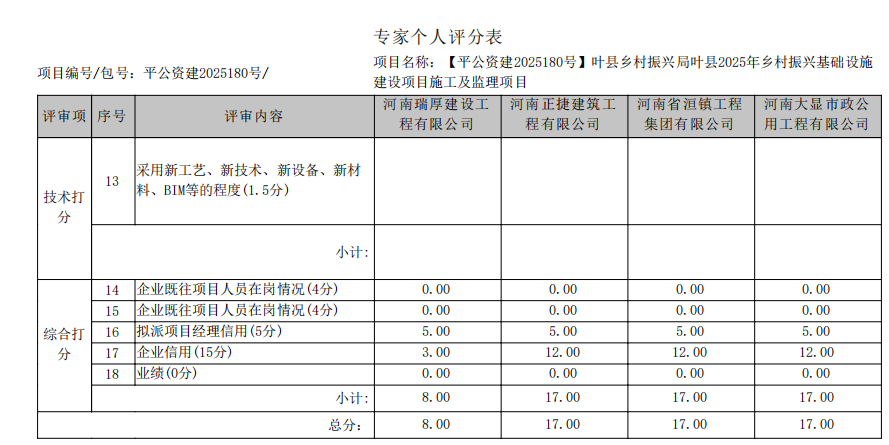 专家个人评分表
项目编号/包号：平公资建2025180号/
项目名称：【平公资建2025180号】叶县乡村振兴局叶县2025年乡村振兴基础设施
建设项目施工及监理项目
评审项 序号 评审内容 河南瑞厚建设工程有限公司 河南正捷建筑工程有限公司 河南省洹镇工程集团有限公司 河南大显市政公用工程有限公司
技术打分
13 采用新工艺、新技术、新设备、新材料、BIM等的程度(1.5分)
小计:
综合打分
14 企业既往项目人员在岗情况(4分) 0.00 0.00 0.00 0.00
15 企业既往项目人员在岗情况(4分) 0.00 0.00 0.00 0.00
16 拟派项目经理信用(5分) 5.00 5.00 5.00 5.00
17 企业信用(15分) 3.00 12.00 12.00 12.00
18 业绩(0分) 0.00 0.00 0.00 0.00
小计: 8.00 17.00 17.00 17.00
总分: 8.00 17.00 17.00 17.00